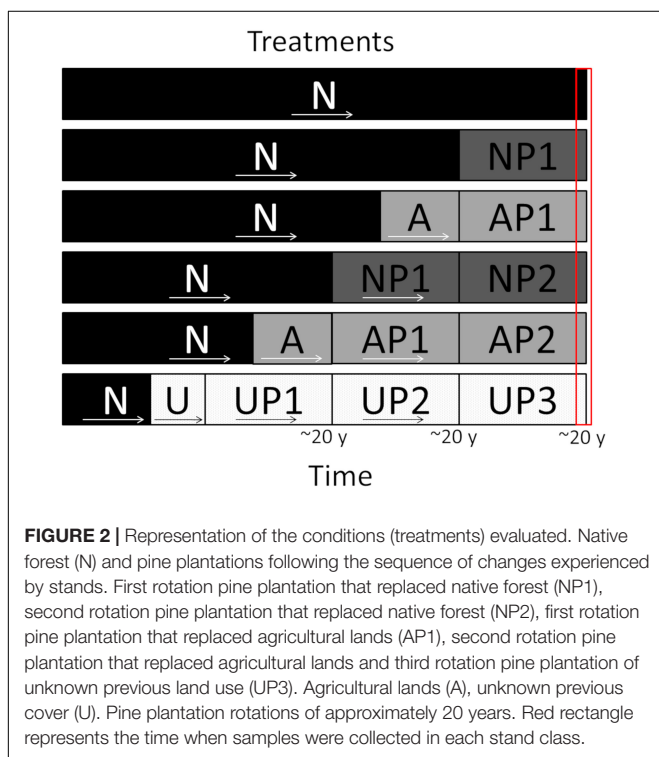 Treatments
N
N NP1
N A AP1
N NP1 NP2
N A AP1 AP2
N U UP1 UP2 UP3
~20 y ~20 y ~20 y
Time
FIGURE 2 | Representation of the conditions (treatments) evaluated. Native
forest (N) and pine plantations following the sequence of changes experienced
by stands. First rotation pine plantation that replaced native forest (NP1),
second rotation pine plantation that replaced native forest (NP2), first rotation
pine plantation that replaced agricultural lands (AP1), second rotation pine
plantation that replaced agricultural lands and third rotation pine plantation of
unknown previous land use (UP3). Agricultural lands (A), unknown previous
cover (U). Pine plantation rotations of approximately 20 years. Red rectangle
represents the time when samples were collected in each stand class.